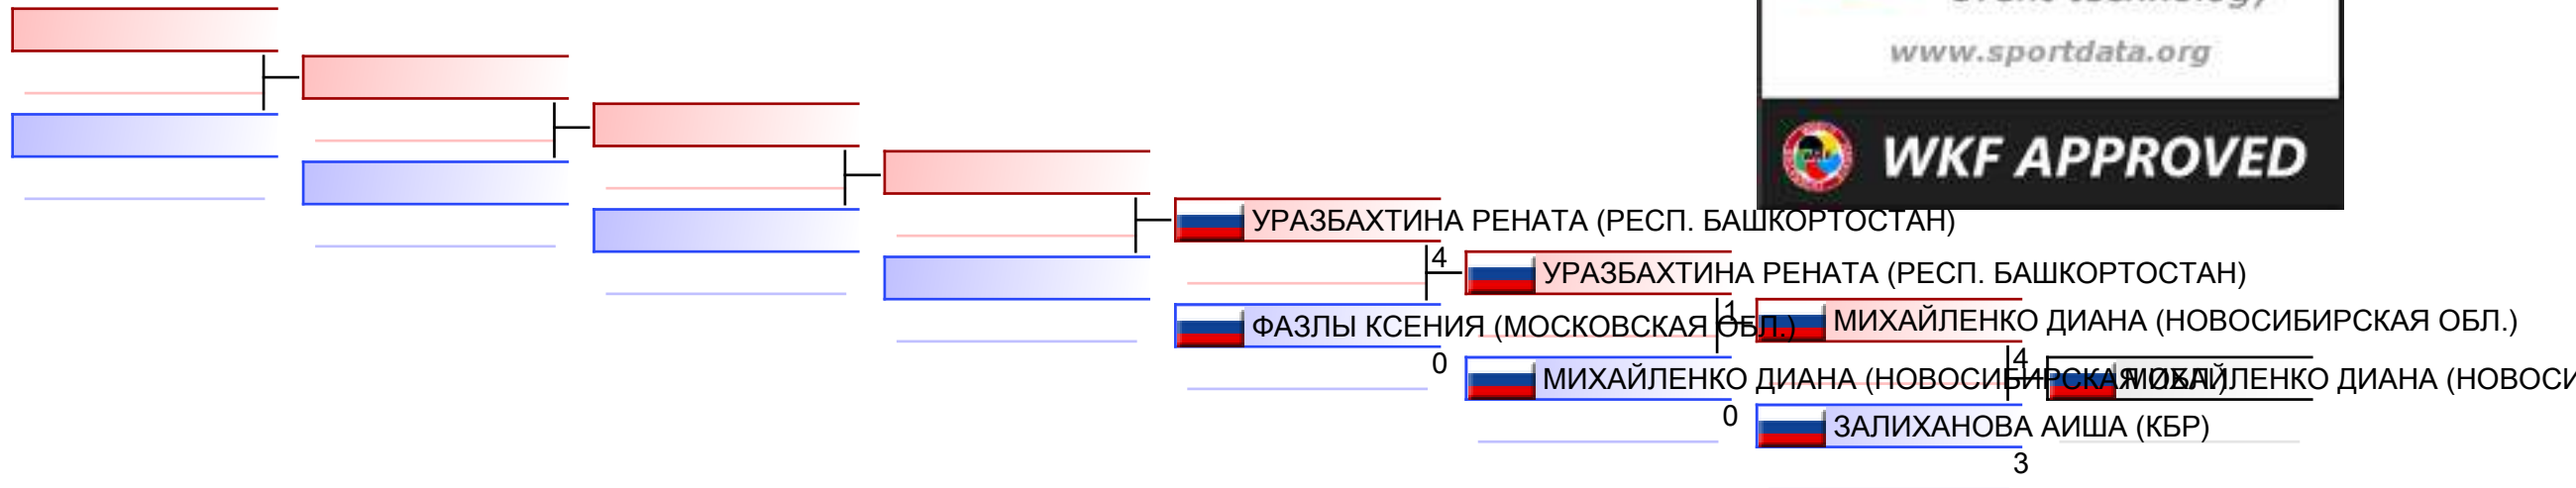 www.sportdata.org
WKF APPROVED
УРАЗБАХТИНА РЕНАТА (РЕСП. БАШКОРТОСТАН)
4
УРАЗБАХТИНА РЕНАТА (РЕСП. БАШКОРТОСТАН)
1
ФАЗЛЫ КСЕНИЯ (МОСКОВСКАЯ ОБЛ.)
0
МИХАЙЛЕНКО ДИАНА (НОВОСИБИРСКАЯ ОБЛ.)
4
МИХАЙЛЕНКО ДИАНА (НОВОСИБИРСКАЯ ОБЛ.)
0
МИХАЙЛЕНКО ДИАНА
ЗАЛИХАНОВА АИША (КБР)
3